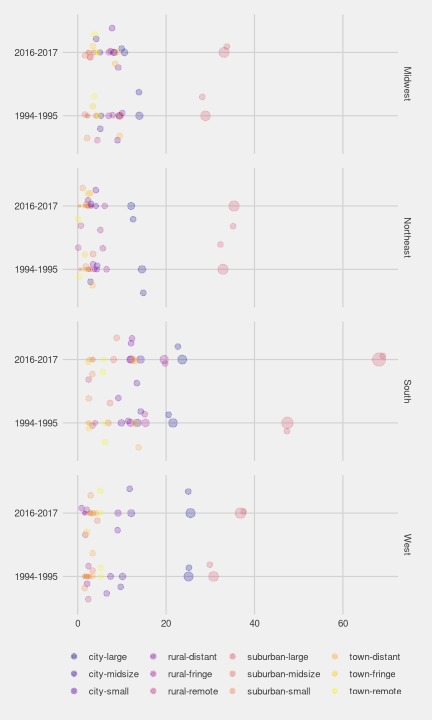 2016-2017
Midwest
1994-1995
2016-2017
Northeast
1994-1995
2016-2017
South
1994-1995
2016-2017
West
1994-1995
0 20 40 60
city-large rural-distant suburban-large town-distant
city-midsize rural-fringe suburban-midsize town-fringe
city-small rural-remote suburban-small town-remote